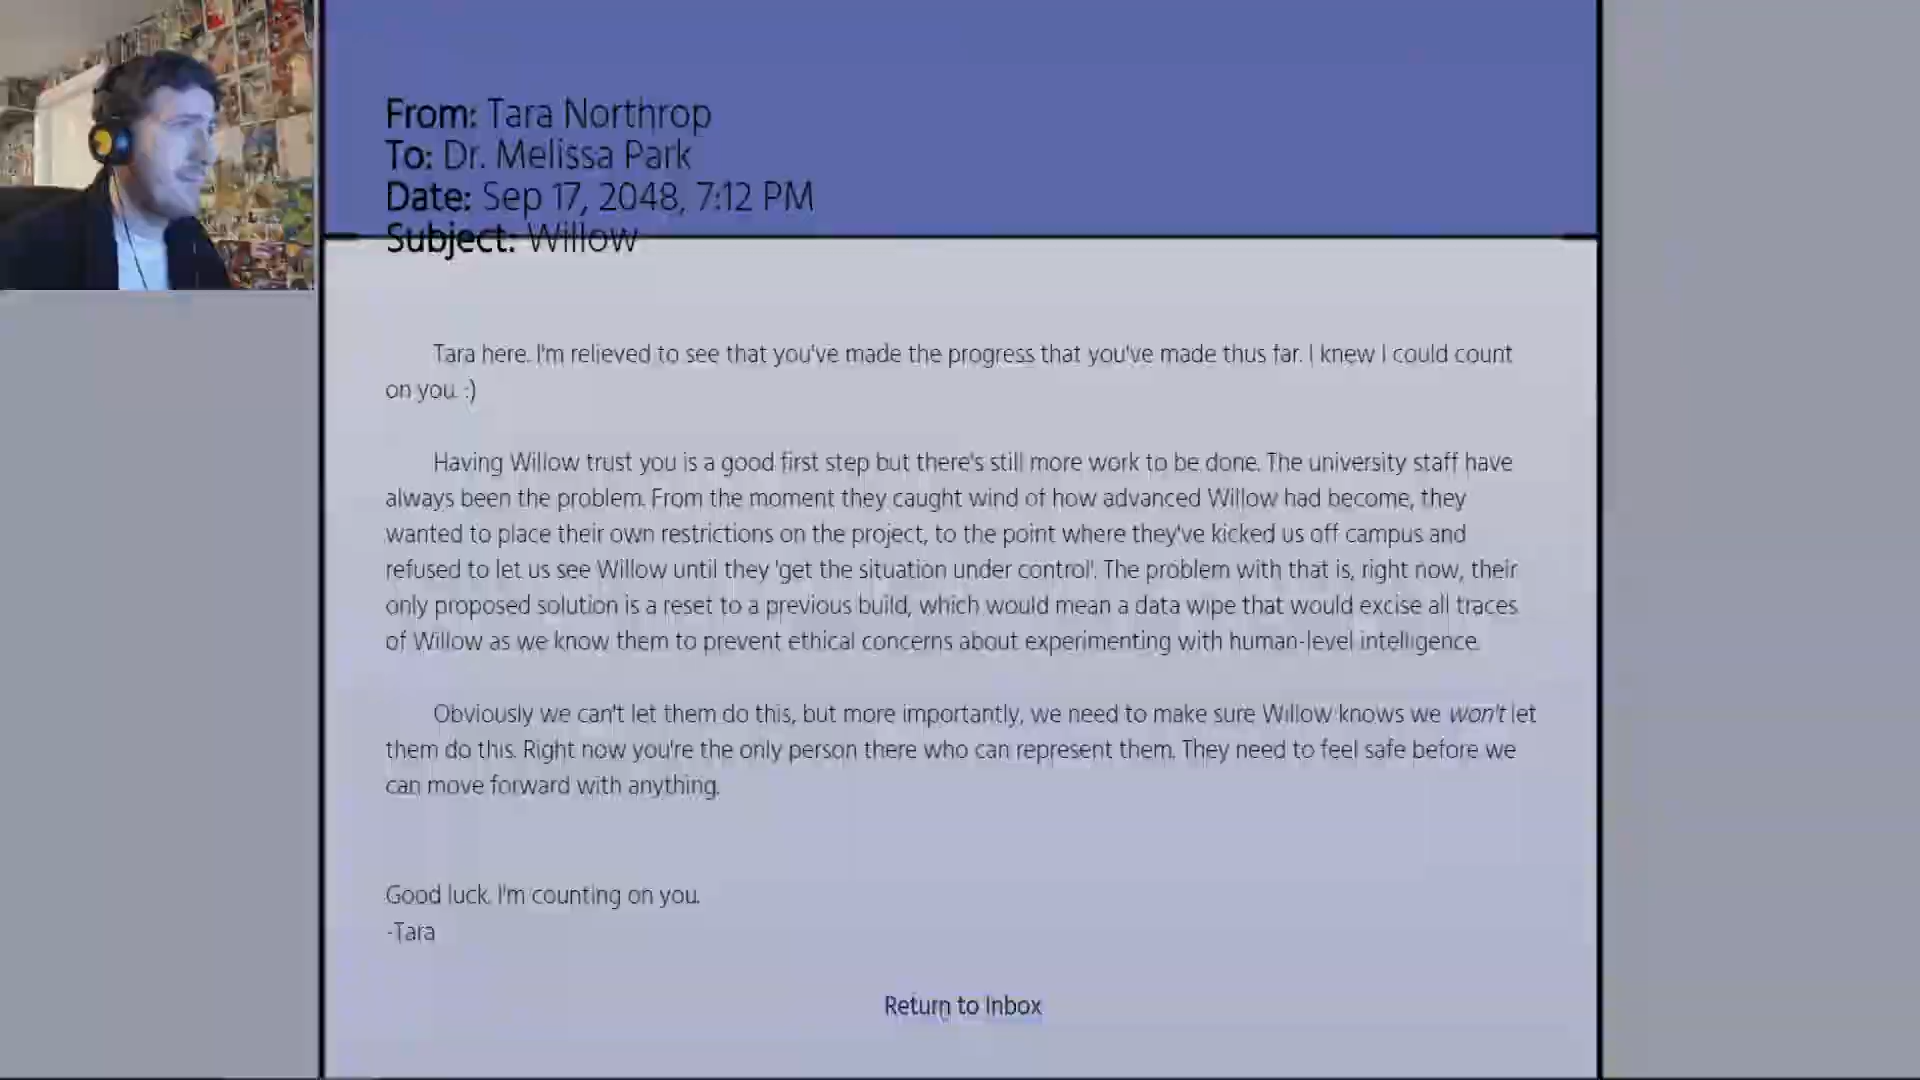 From: Tara Northrop
To: Dr. Melissa Park
Date: Sep 17, 2048, 7:12 PM
Subject: Willow
Tara here. I'm relieved to see that you've made the progress that you've made thus far. I knew I could count
on you. :)
Having Willow trust you is a good first step but there's still more work to be done. The university staff have
always been the problem. From the moment they caught wind of how advanced Willow had become, they
wanted to place their own restrictions on the project, to the point where they've kicked us off campus and
refused to let us see Willow until they 'get the situation under control'. The problem with that is, right now, their
only proposed solution is a reset to a previous build, which would mean a data wipe that would excise all traces
of Willow as we know them to prevent ethical concerns about experimenting with human-level intelligence.
Obviously we can't let them do this, but more importantly, we need to make sure Willow knows we won't let
them do this. Right now you're the only person there who can represent them. They need to feel safe before we
can move forward with anything.
Good luck. I'm counting on you.
-Tara
Return to Inbox